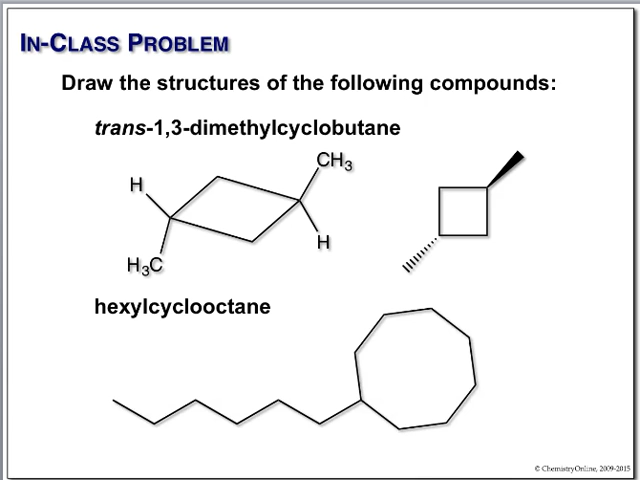 IN-CLASS PROBLEM
Draw the structures of the following compounds:
trans-1,3-dimethylcyclobutane
CH₃
H
H
H₃C
hexylcyclooctane
© ChemistryOnline, 2009-2015